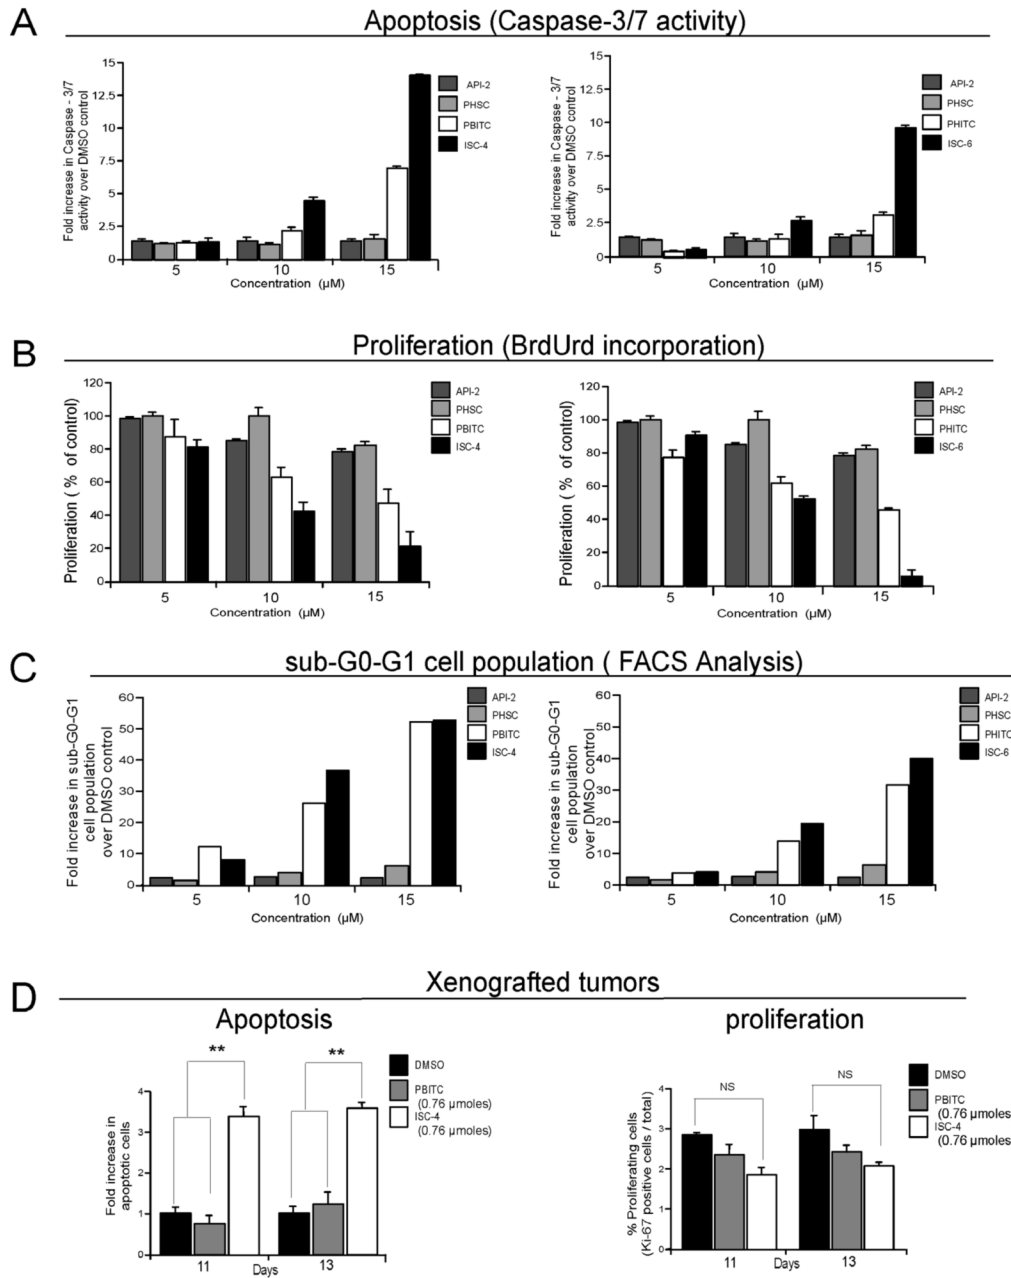 A
Apoptosis (Caspase-3/7 activity)
Fold increase in Caspase - 3/7
activity over DMSO control
15
12.5
10
7.5
5
2.5
0
5
10
15
Concentration (µM)
API-2
PHSC
PBITC
ISC-4
Fold increase in Caspase - 3/7
activity over DMSO control
15
12.5
10
7.5
5
2.5
0
5
10
15
Concentration (µM)
API-2
PHSC
PHITC
ISC-6
B
Proliferation (BrdUrd incorporation)
Proliferation ( % of control)
120
100
80
60
40
20
0
5
10
15
Concentration (µM)
API-2
PHSC
PBITC
ISC-4
Proliferation ( % of control)
120
100
80
60
40
20
0
5
10
15
Concentration (µM)
API-2
PHSC
PHITC
ISC-6
C
sub-G0-G1 cell population ( FACS Analysis)
Fold increase in sub-G0-G1
cell population
over DMSO control
60
50
40
30
20
10
0
5
10
15
Concentration (µM)
API-2
PHSC
PBITC
ISC-4
Fold increase in sub-G0-G1
cell population
over DMSO control
60
50
40
30
20
10
0
5
10
15
Concentration (µM)
API-2
PHSC
PHITC
ISC-6
D
Xenografted tumors
Apoptosis
Fold increase in
apoptotic cells
4
3
2
1
0
**
**
11
Days
13
DMSO
PBITC
(0.76 µmoles)
ISC-4
(0.76 µmoles)
proliferation
% Proliferating cells
(Ki-67 positive cells / total)
4
3
2
1
0
NS
NS
11
Days
13
DMSO
PBITC
(0.76 µmoles)
ISC-4
(0.76 µmoles